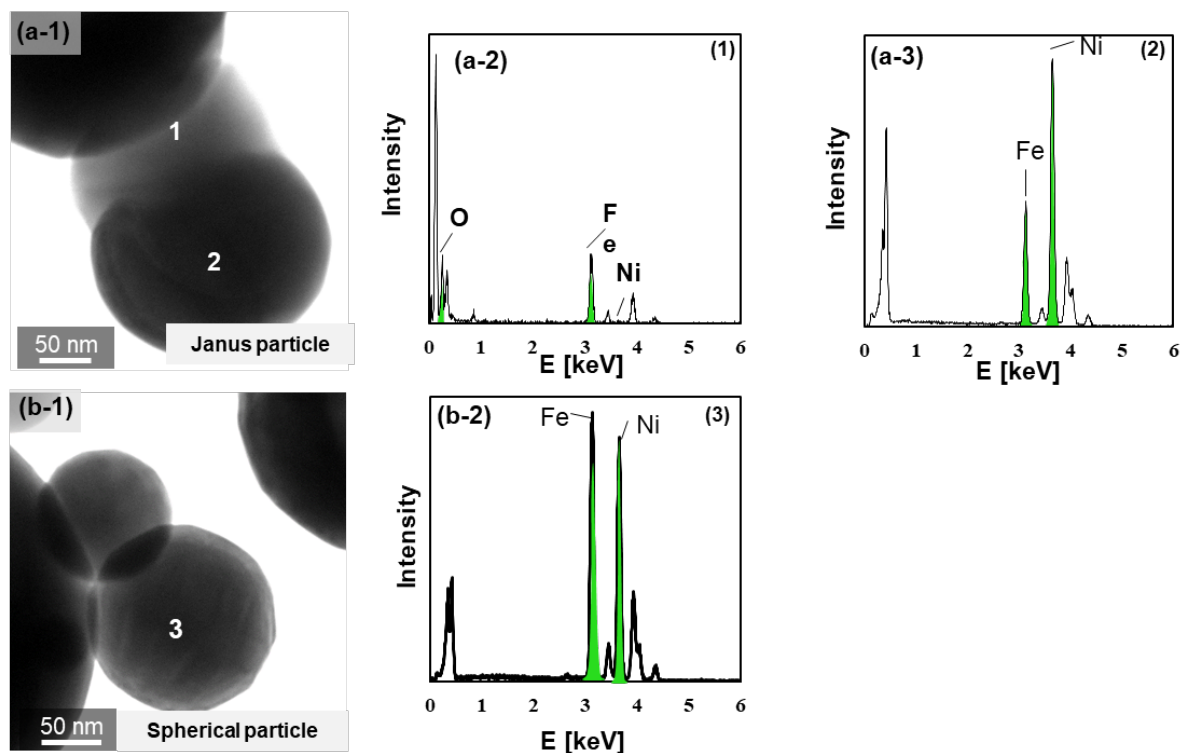 (a-1)
1
2
50 nm
Janus particle
(a-2)
(1)
O
F
e
Ni
Intensity
0 1 2 3 4 5 6
E [keV]
(a-3)
(2)
Ni
Fe
Intensity
0 1 2 3 4 5 6
E [keV]
(b-1)
3
50 nm
Spherical particle
(b-2)
Fe
Ni
(3)
Intensity
0 1 2 3 4 5 6
E [keV]